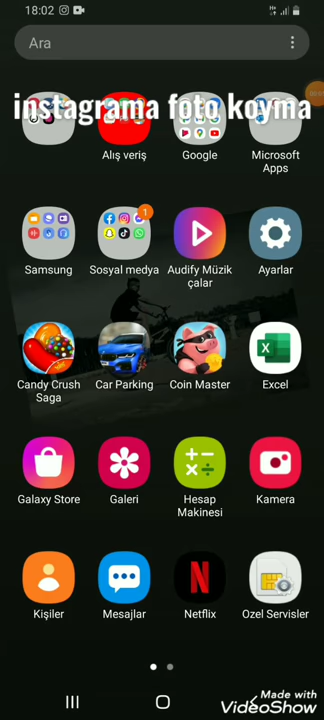 18:02
Ara
instagrama foto koyma
Alış veriş
Google
Microsoft Apps
Samsung
Sosyal medya
1
Audify Müzik çalar
Ayarlar
Candy Crush Saga
Car Parking
Coin Master
Excel
Galaxy Store
Galeri
Hesap Makinesi
Kamera
Kişiler
Mesajlar
Netflix
Ozel Servisler
Made with
VideoShow